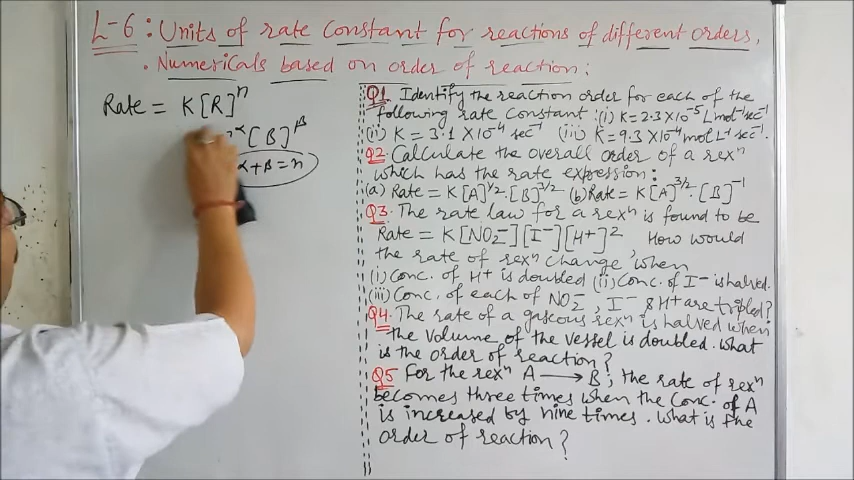 L-6 : Units of rate Constant for reactions of different orders,
. Numericals based on order of reaction :
Rate = K[R]ⁿ
ᵅ[B]ᵝ
α+β=n
Q1. Identify the reaction order for each of the
following rate Constant : (i) K = 2.3 X 10⁻⁵ L mol⁻¹ sec⁻¹
(ii) K = 3.1 X 10⁻⁴ sec⁻¹ (iii) K = 9.3 X 10⁻⁴ mol L⁻¹ sec⁻¹.
Q2. Calculate the overall order of a rexⁿ
which has the rate expression :
(a) Rate = K[A]^1/2 . [B]^3/2 (b) Rate = K[A]^3/2 . [B]⁻¹
Q3. The rate law for a rexⁿ is found to be
Rate = K[NO₂⁻][I⁻][H⁺]² How would
the rate of rexⁿ change, when
(i) Conc. of H⁺ is doubled (ii) Conc. of I⁻ is halved.
(iii) Conc. of each of NO₂⁻, I⁻ & H⁺ are tripled?
Q4. The rate of a gaseous rexⁿ is halved when
the volume of the vessel is doubled. what
is the order of reaction?
Q5 For the rexⁿ A ⟶ B; the rate of rexⁿ
becomes three times when the conc. of A
is increased by nine times. what is the
order of reaction?